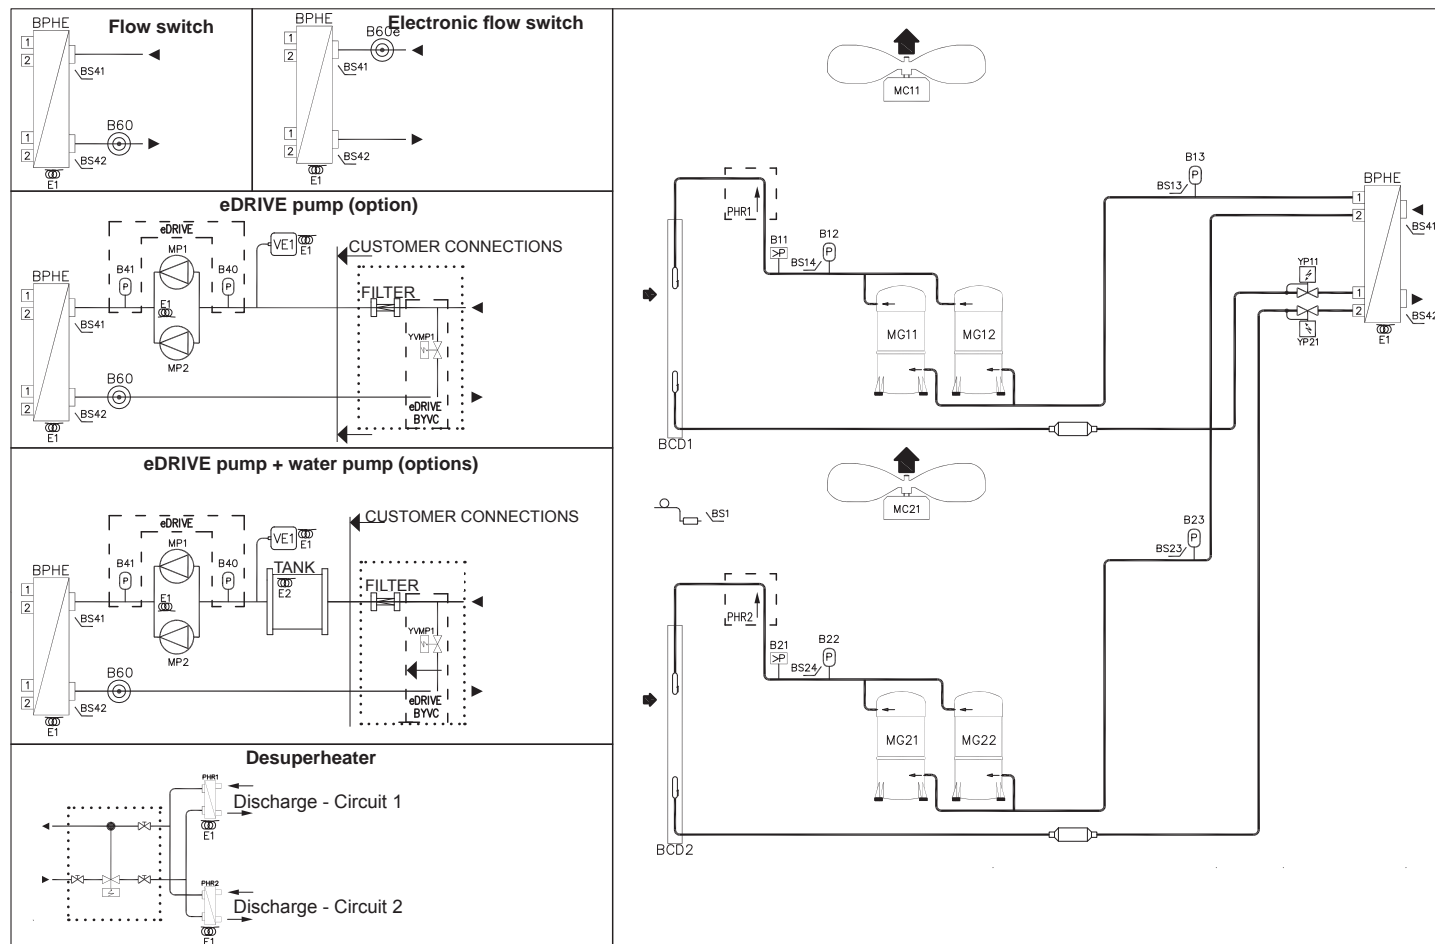 BPHE
Flow switch
1
2
BS41
B60
1
2
BS42
E1
BPHE
Electronic flow switch
B60e
1
2
BS41
1
2
BS42
E1
eDRIVE pump (option)
eDRIVE
MP1
B41
P
B40
P
VE1
E1
CUSTOMER CONNECTIONS
BPHE
FILTER
1
2
E1
BS41
YVMP1
MP2
B60
1
2
BS42
E1
eDRIVE
BYVC
eDRIVE pump + water pump (options)
eDRIVE
MP1
B41
P
B40
P
VE1
E1
CUSTOMER CONNECTIONS
TANK
E2
BPHE
FILTER
1
2
E1
BS41
YVMP1
MP2
B60
1
2
BS42
E1
eDRIVE
BYVC
Desuperheater
PHR1
Discharge - Circuit 1
E1
PHR2
Discharge - Circuit 2
E1
MC11
B13
P
BS13
BPHE
1
2
BS41
PHR1
B11
>P
B12
P
BS14
YP11
1
2
BS42
YP21
E1
MG11
MG12
BCD1
MC21
BS1
B23
P
BS23
PHR2
B21
>P
B22
P
BS24
MG21
MG22
BCD2